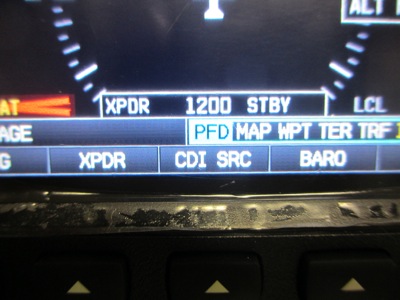 ALT
XPDR 1200 STBY LCL
PFD MAP WPT TER TRF
XPDR CDI SRC BARO